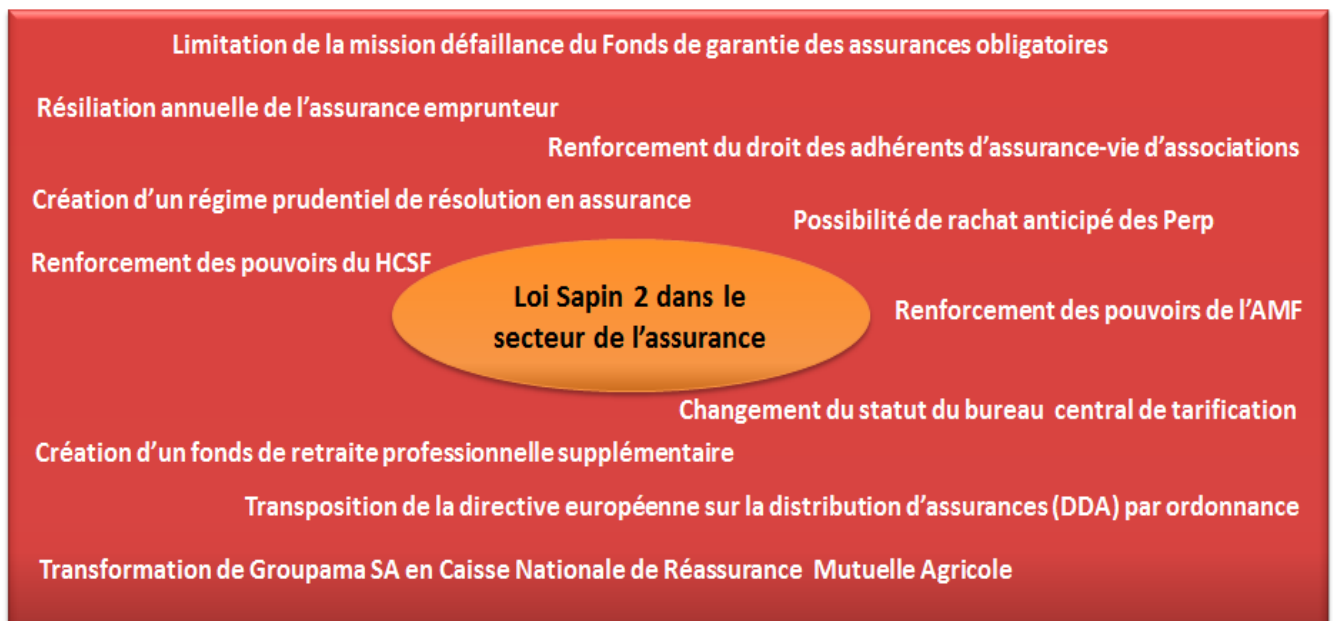 Limitation de la mission défaillance du Fonds de garantie des assurances obligatoires
Résiliation annuelle de l'assurance emprunteur
Renforcement du droit des adhérents d'assurance-vie d'associations
Création d'un régime prudentiel de résolution en assurance
Possibilité de rachat anticipé des Perp
Renforcement des pouvoirs du HCSF
Loi Sapin 2 dans le
secteur de l'assurance
Renforcement des pouvoirs de l'AMF
Changement du statut du bureau central de tarification
Création d'un fonds de retraite professionnelle supplémentaire
Transposition de la directive européenne sur la distribution d'assurances (DDA) par ordonnance
Transformation de Groupama SA en Caisse Nationale de Réassurance Mutuelle Agricole